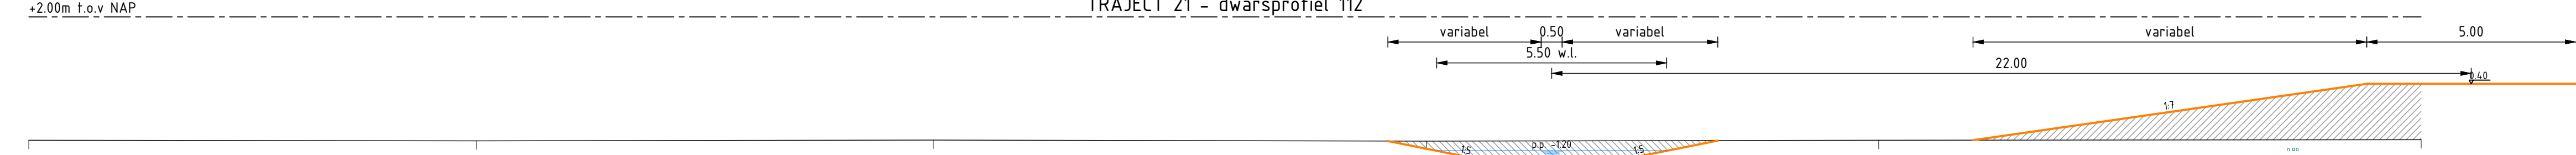 TRAJECT 21 - dwarsprofiel 112
+2.00m t.o.v NAP
variabel 0.50 variabel variabel 5.00
5.50 w.l.
22.00
0.40
1:7
1:5 p.p. -1.20 1:5